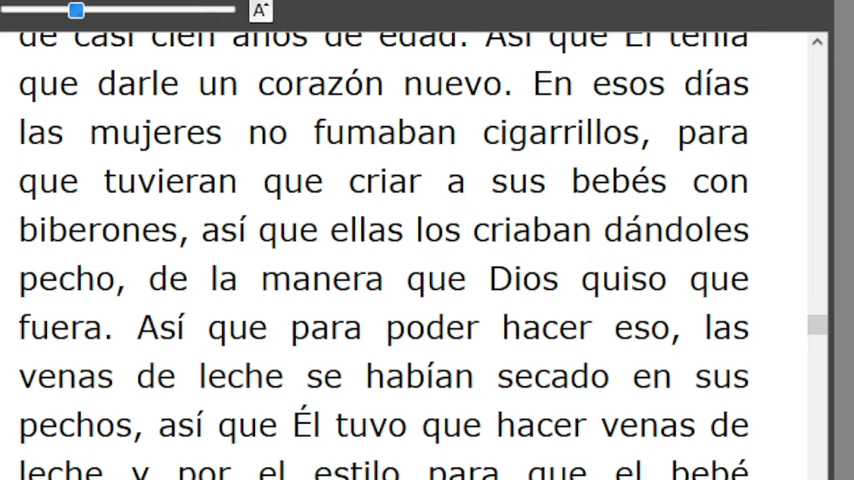 A
de casi cien años de edad. Así que Él tenía
que darle un corazón nuevo. En esos días
las mujeres no fumaban cigarrillos, para
que tuvieran que criar a sus bebés con
biberones, así que ellas los criaban dándoles
pecho, de la manera que Dios quiso que
fuera. Así que para poder hacer eso, las
venas de leche se habían secado en sus
pechos, así que Él tuvo que hacer venas de
leche y por el estilo para que el bebé